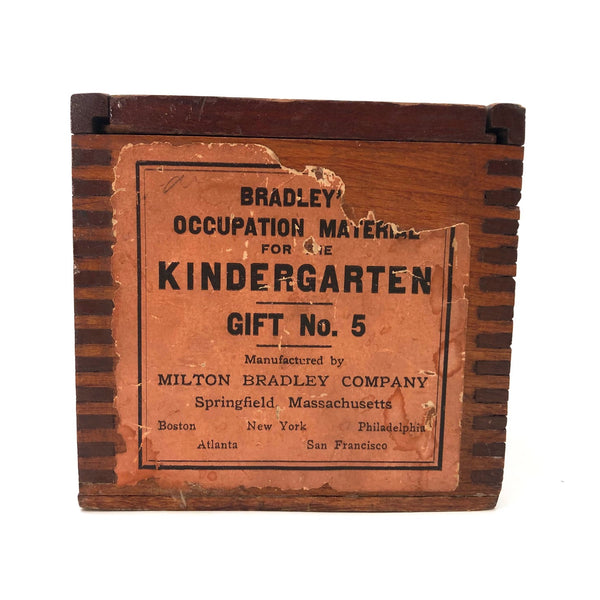 BRADLEY'
OCCUPATION MATERIAL
FOR THE
KINDERGARTEN
GIFT No. 5
Manufactured by
MILTON BRADLEY COMPANY
Springfield, Massachusetts
Boston New York Philadelphia
Atlanta San Francisco